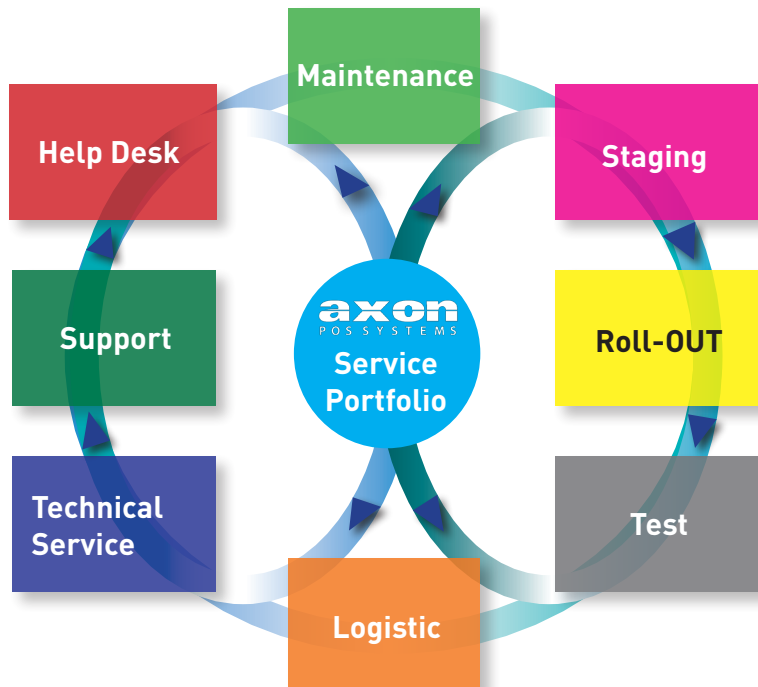 Maintenance
Help Desk
Staging
axon
POS SYSTEMS
Service
Portfolio
Support
Roll-OUT
Technical
Service
Test
Logistic